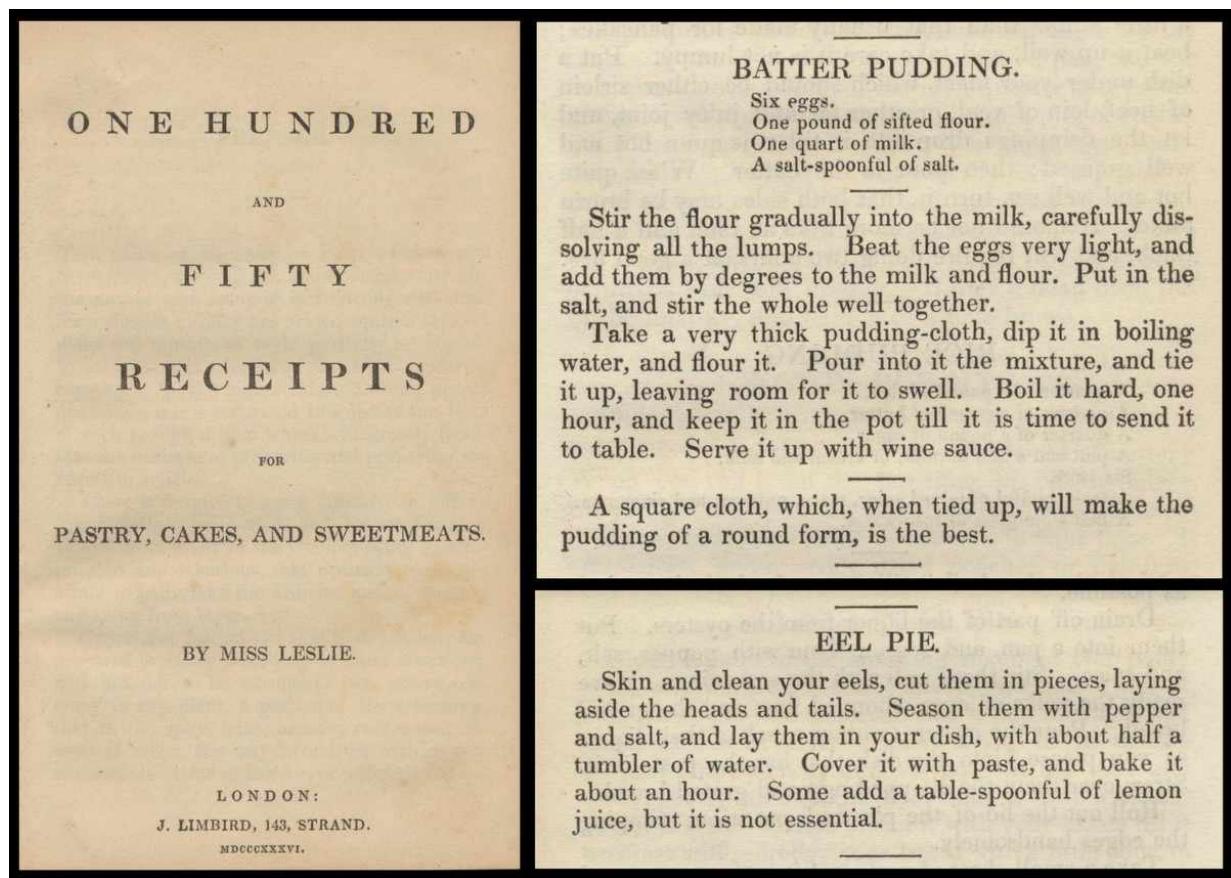 ONE HUNDRED
AND
FIFTY
RECEIPTS
FOR
PASTRY, CAKES, AND SWEETMEATS.
BY MISS LESLIE.
LONDON:
J. LIMBIRD, 143, STRAND.
MDCCCXXXVI.
BATTER PUDDING.
Six eggs.
One pound of sifted flour.
One quart of milk.
A salt-spoonful of salt.
Stir the flour gradually into the milk, carefully dis-
solving all the lumps. Beat the eggs very light, and
add them by degrees to the milk and flour. Put in the
salt, and stir the whole well together.
Take a very thick pudding-cloth, dip it in boiling
water, and flour it. Pour into it the mixture, and tie
it up, leaving room for it to swell. Boil it hard, one
hour, and keep it in the pot till it is time to send it
to table. Serve it up with wine sauce.
A square cloth, which, when tied up, will make the
pudding of a round form, is the best.
EEL PIE.
Skin and clean your eels, cut them in pieces, laying
aside the heads and tails. Season them with pepper
and salt, and lay them in your dish, with about half a
tumbler of water. Cover it with paste, and bake it
about an hour. Some add a table-spoonful of lemon
juice, but it is not essential.